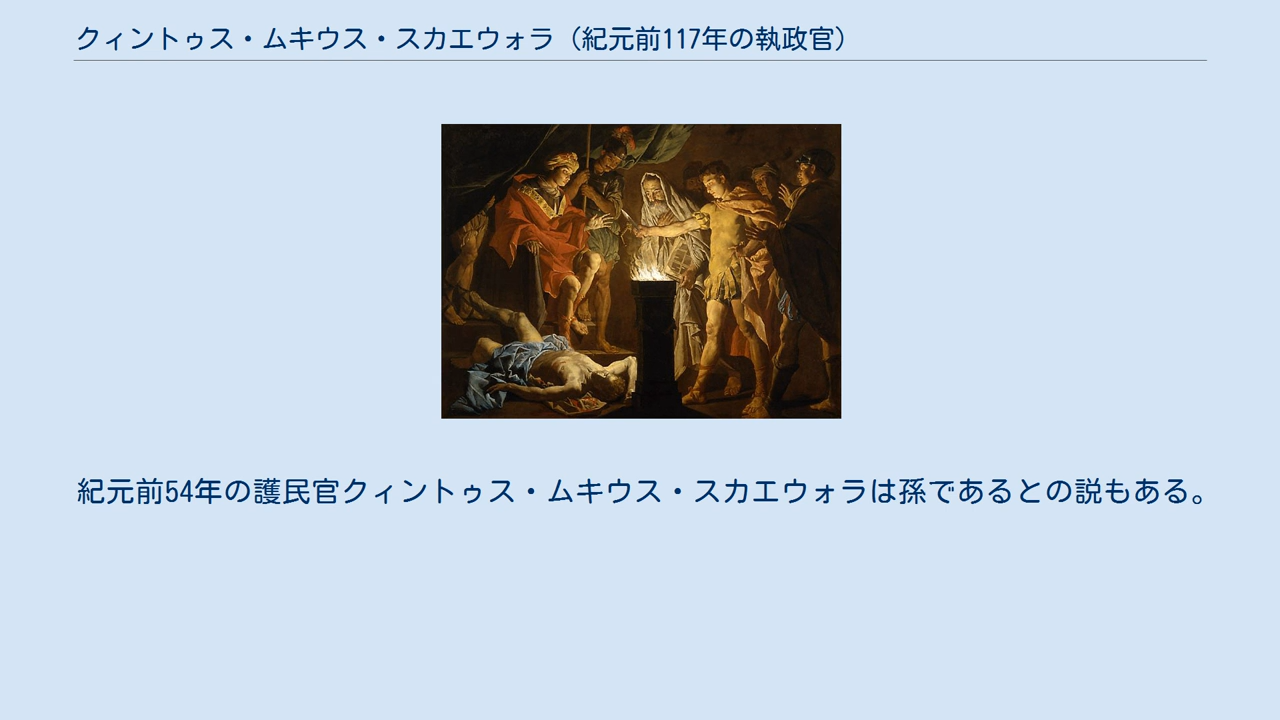 クィントゥス・ムキウス・スカエウォラ（紀元前117年の執政官）
紀元前54年の護民官クィントゥス・ムキウス・スカエウォラは孫であるとの説もある。